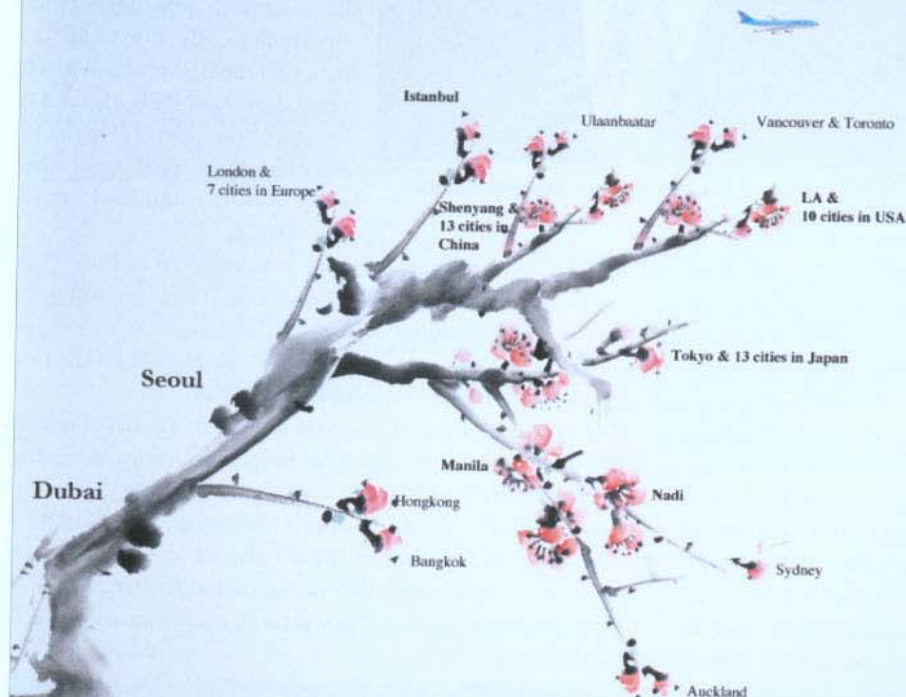 Istanbul
Ulaanbaatar
Vancouver & Toronto
London &
7 cities in Europe
Shenyang &
13 cities in
China
LA &
10 cities in USA
Tokyo & 13 cities in Japan
Seoul
Manila
Dubai
Hongkong
Nadi
Bangkok
Sydney
Auckland